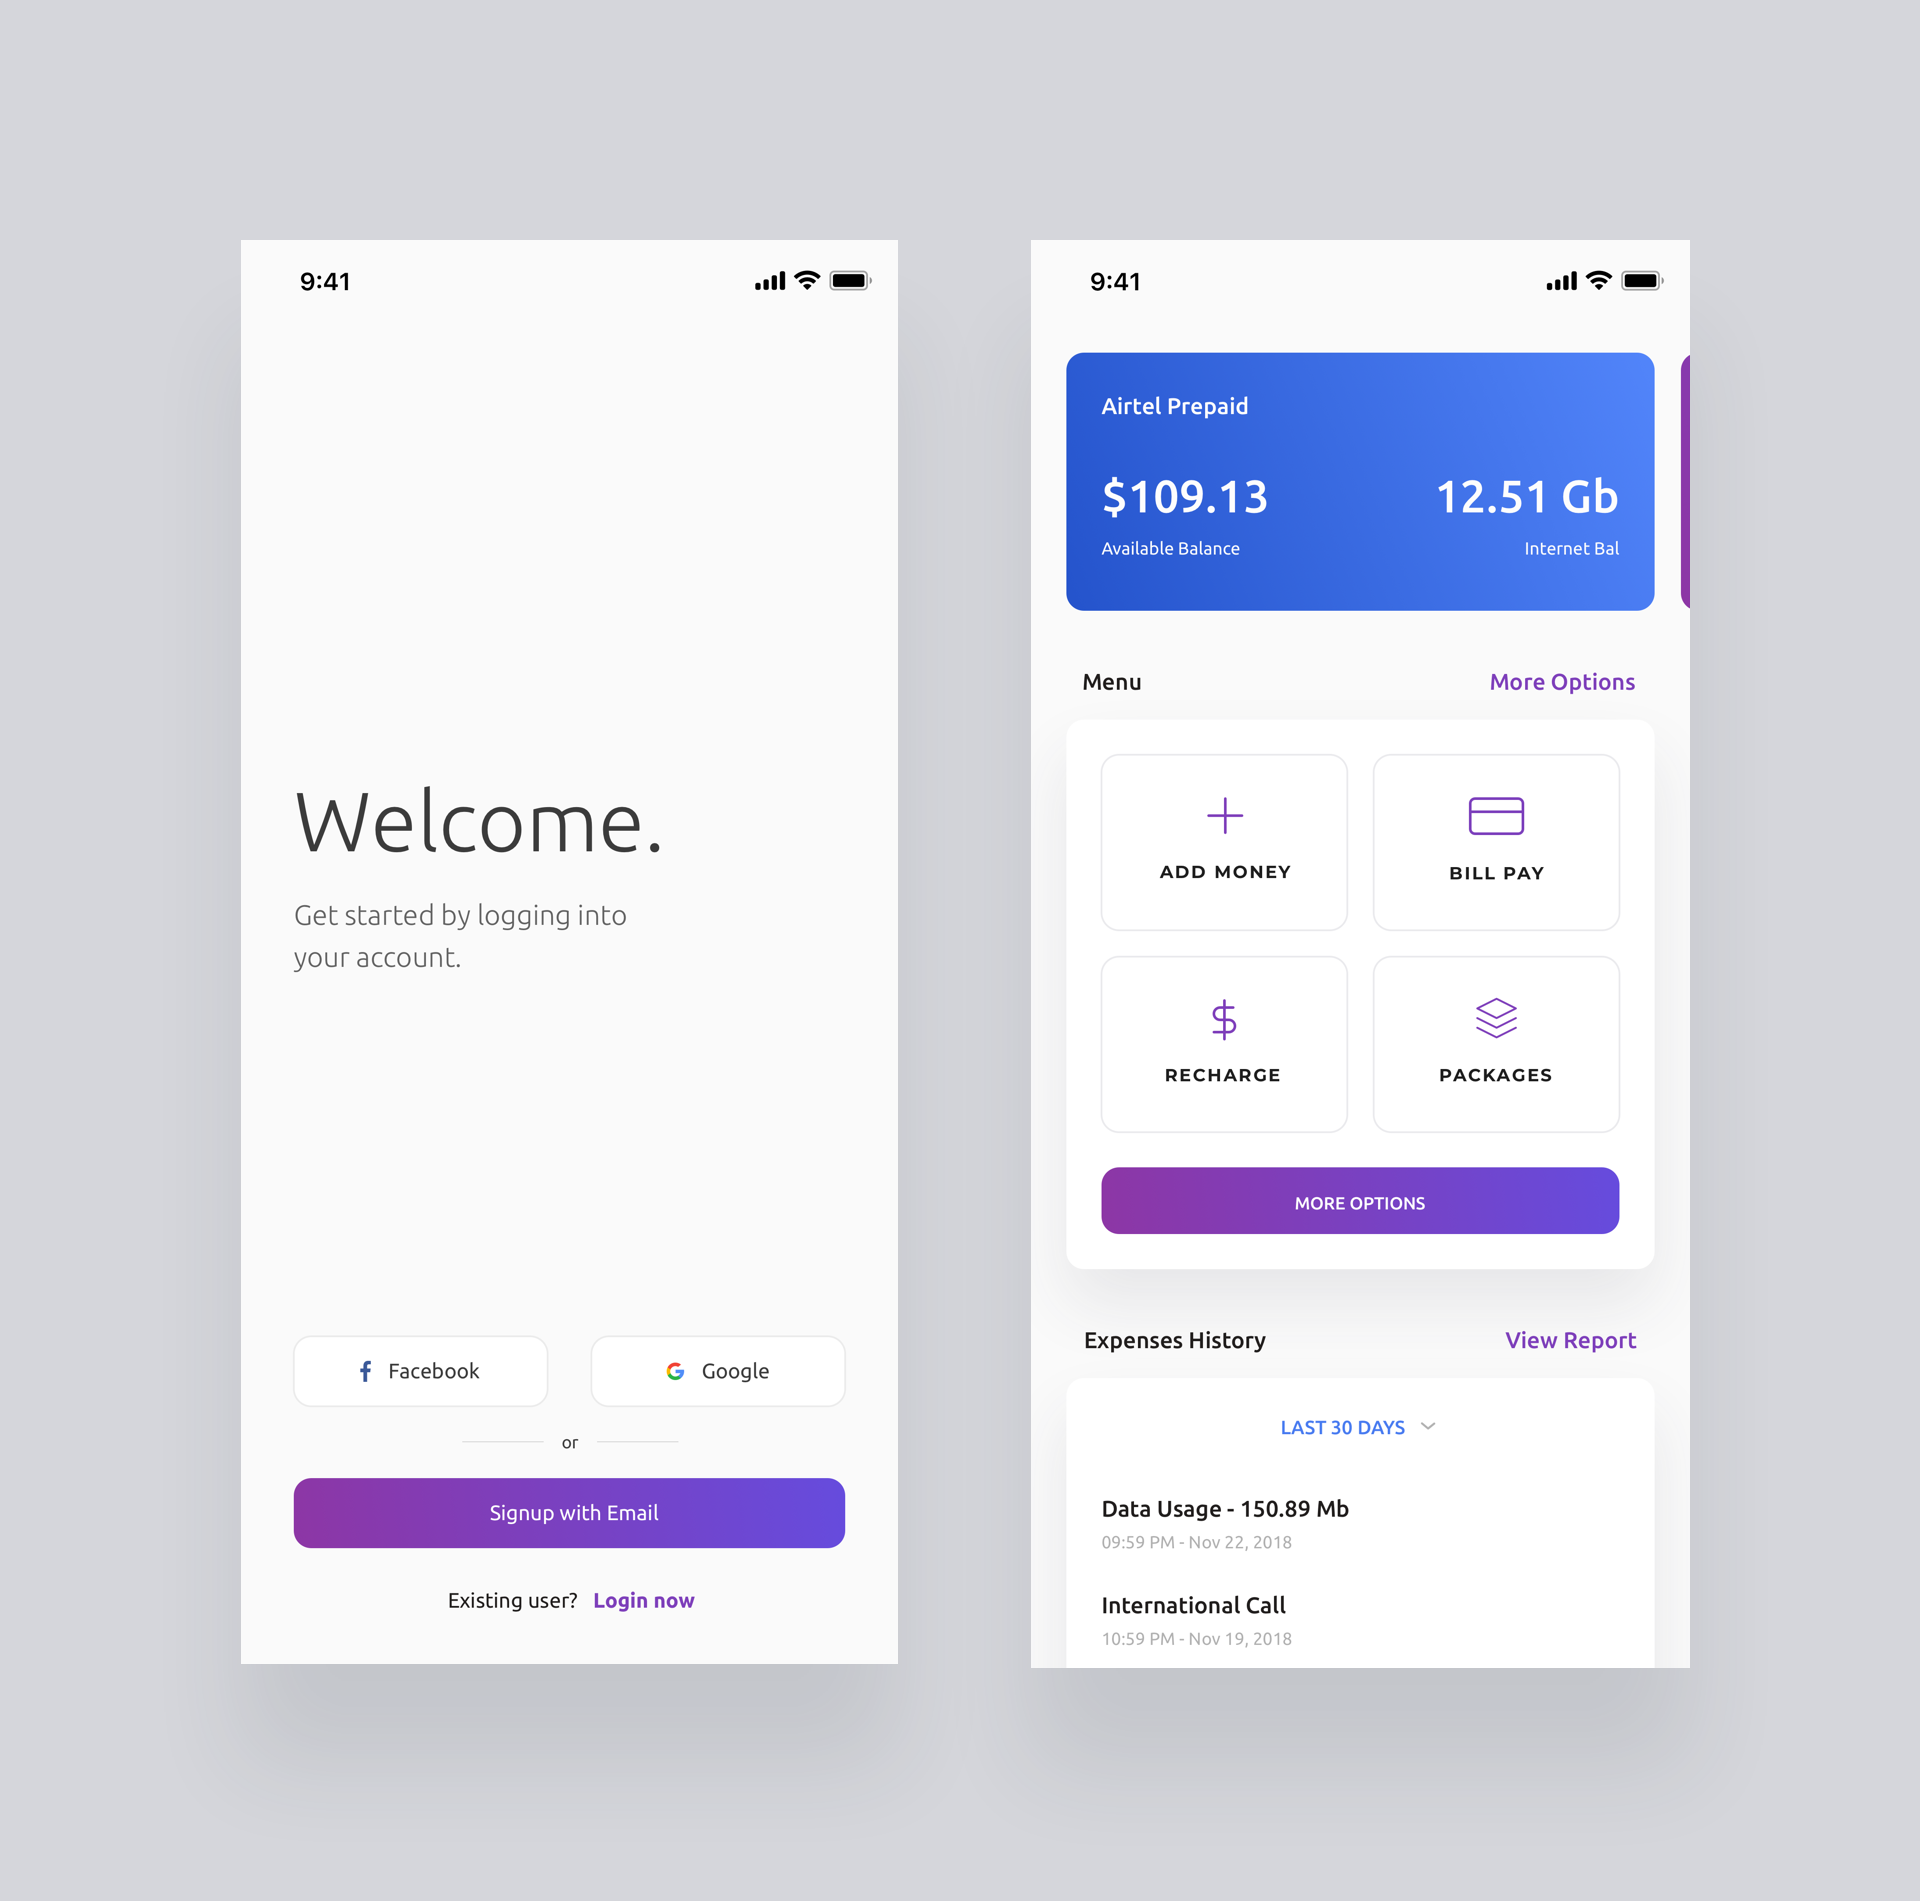 9:41
Welcome.
Get started by logging into
your account.
Facebook
Google
or
Signup with Email
Existing user? Login now
9:41
Airtel Prepaid
$109.13
12.51 Gb
Available Balance
Internet Bal
Menu
More Options
ADD MONEY
BILL PAY
RECHARGE
PACKAGES
MORE OPTIONS
Expenses History
View Report
LAST 30 DAYS
Data Usage - 150.89 Mb
09:59 PM - Nov 22, 2018
International Call
10:59 PM - Nov 19, 2018